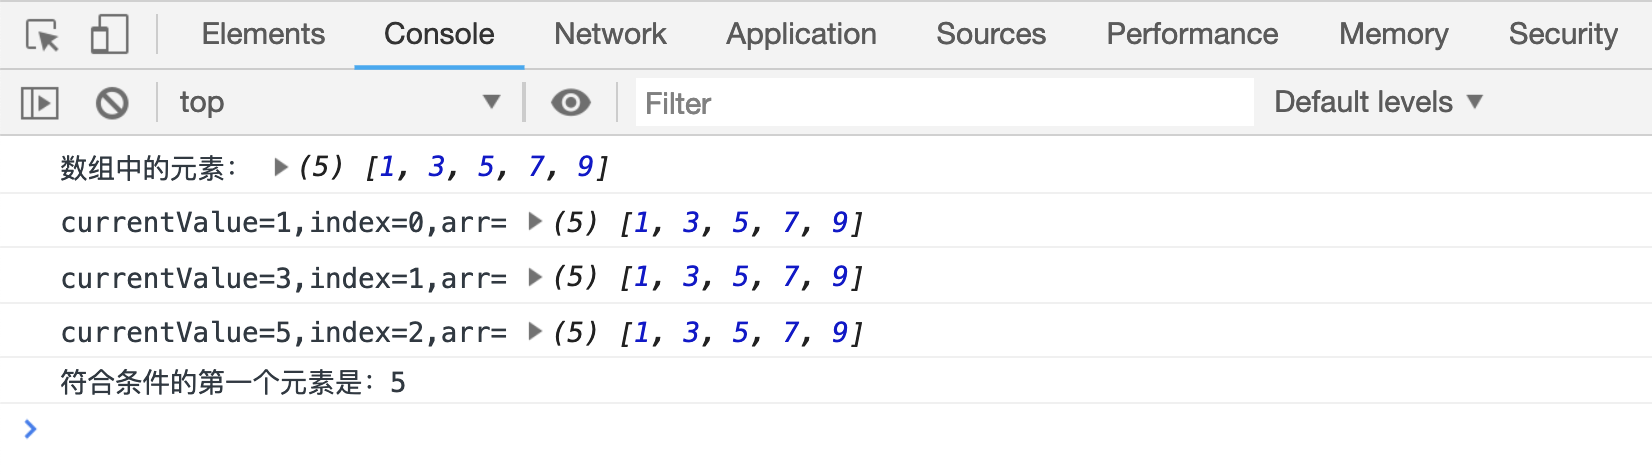 Elements Console Network Application Sources Performance Memory Security
top Filter Default levels
数组中的元素： (5) [1, 3, 5, 7, 9]
currentValue=1,index=0,arr= (5) [1, 3, 5, 7, 9]
currentValue=3,index=1,arr= (5) [1, 3, 5, 7, 9]
currentValue=5,index=2,arr= (5) [1, 3, 5, 7, 9]
符合条件的第一个元素是：5